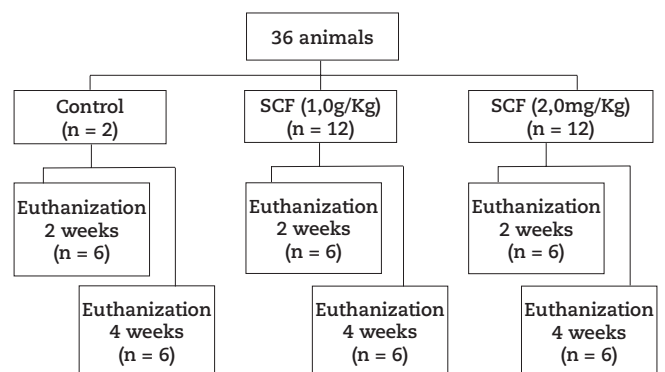 36 animals
Control
(n = 2)
SCF (1,0g/Kg)
(n = 12)
SCF (2,0mg/Kg)
(n = 12)
Euthanization
2 weeks
(n = 6)
Euthanization
2 weeks
(n = 6)
Euthanization
2 weeks
(n = 6)
Euthanization
4 weeks
(n = 6)
Euthanization
4 weeks
(n = 6)
Euthanization
4 weeks
(n = 6)